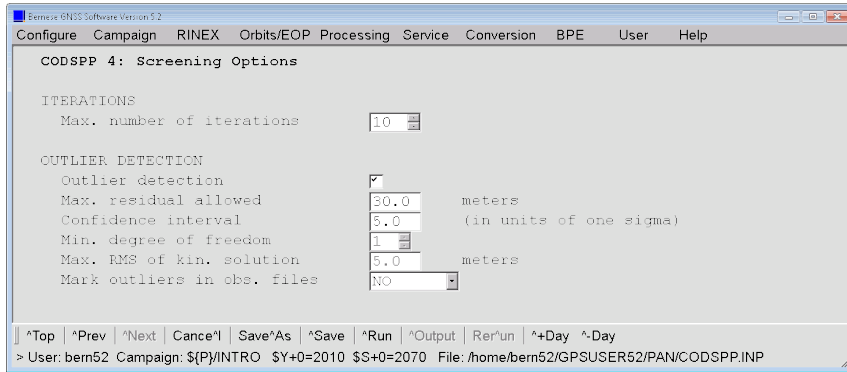 Bernese GNSS Software Version 5.2
Configure Campaign RINEX Orbits/EOP Processing Service Conversion BPE User Help
CODSPP 4: Screening Options
ITERATIONS
Max. number of iterations 10
OUTLIER DETECTION
Outlier detection
Max. residual allowed 30.0 meters
Confidence interval 5.0 (in units of one sigma)
Min. degree of freedom 1
Max. RMS of kin. solution 5.0 meters
Mark outliers in obs. files NO
^Top | ^Prev | ^Next | Cance^l | Save^As | ^Save | ^Run | ^Output | Rer^un | ^+Day ^-Day
> User: bern52 Campaign: ${P}/INTRO $Y+0=2010 $S+0=2070 File: /home/bern52/GPSUSER52/PAN/CODSPP.INP